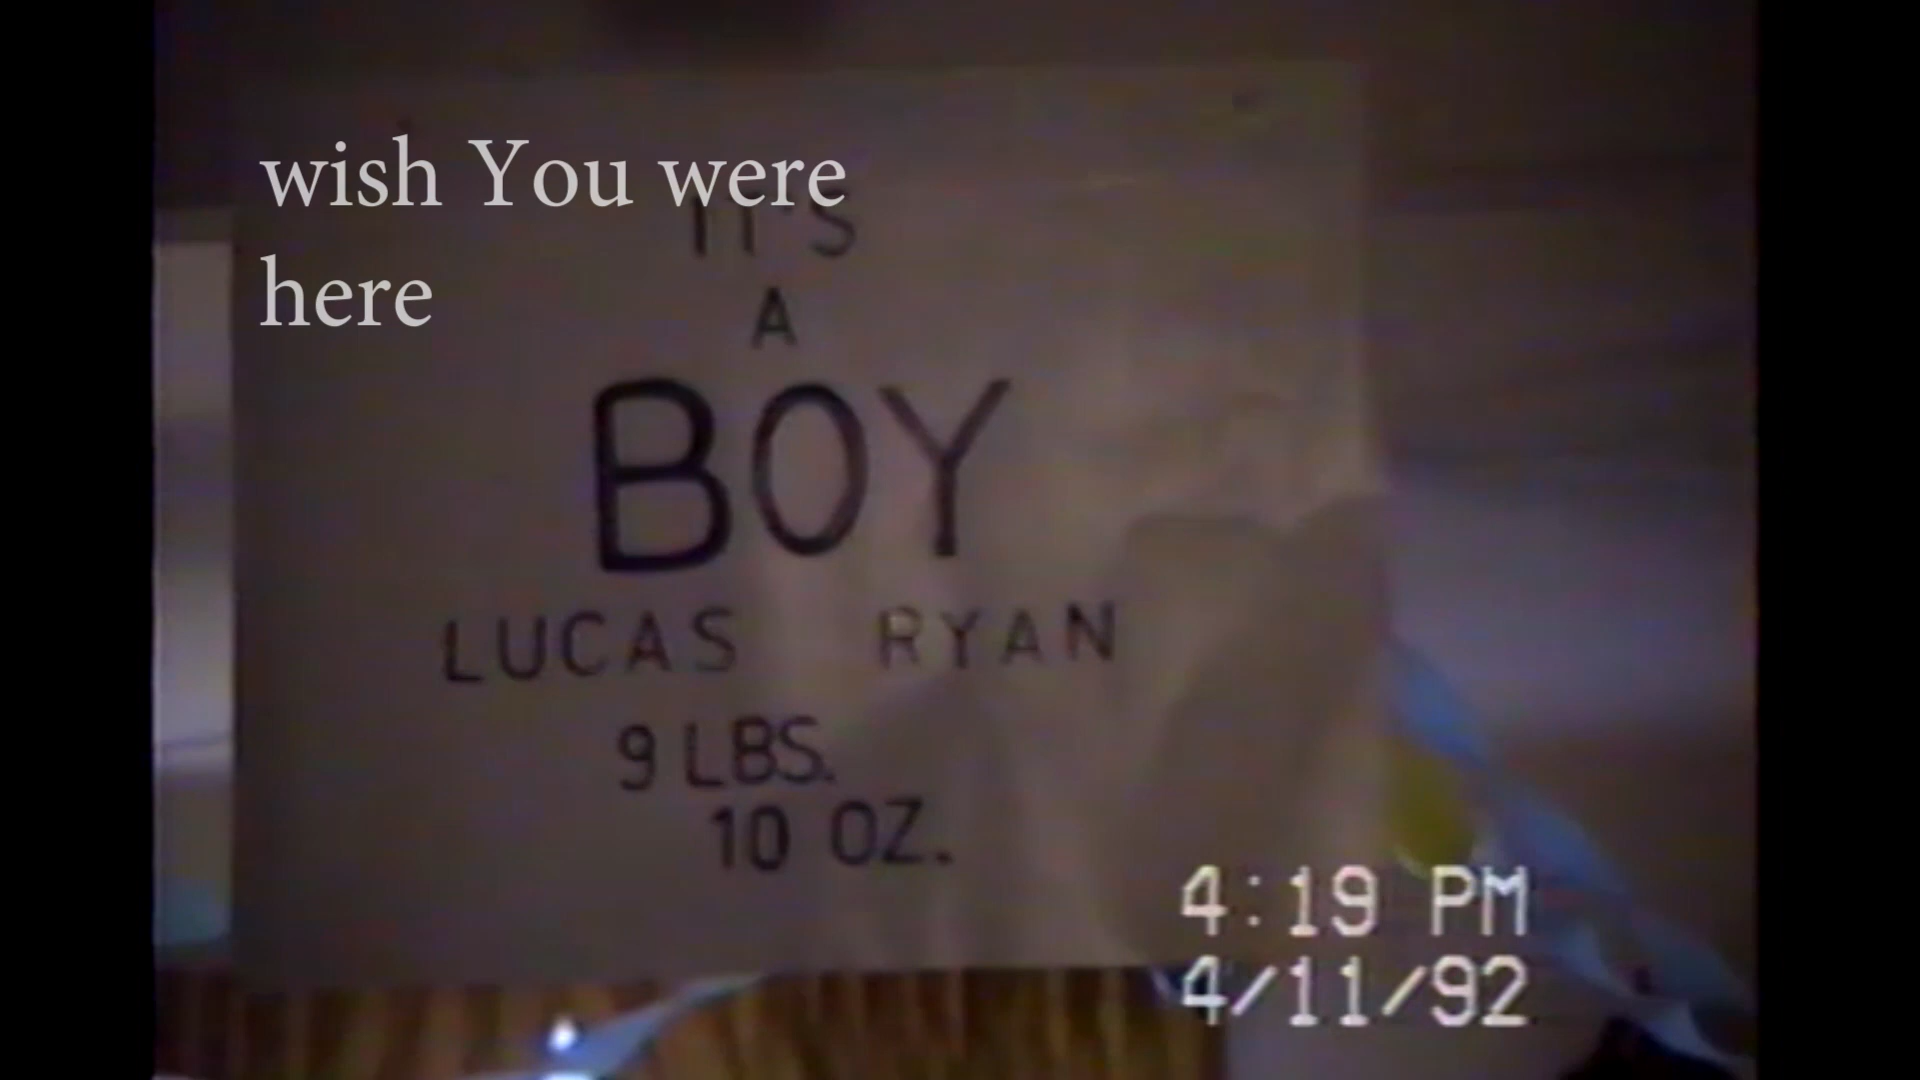 wish You were
here
IT'S
A
BOY
LUCAS RYAN
9 LBS.
10 OZ.
4:19 PM
4/11/92